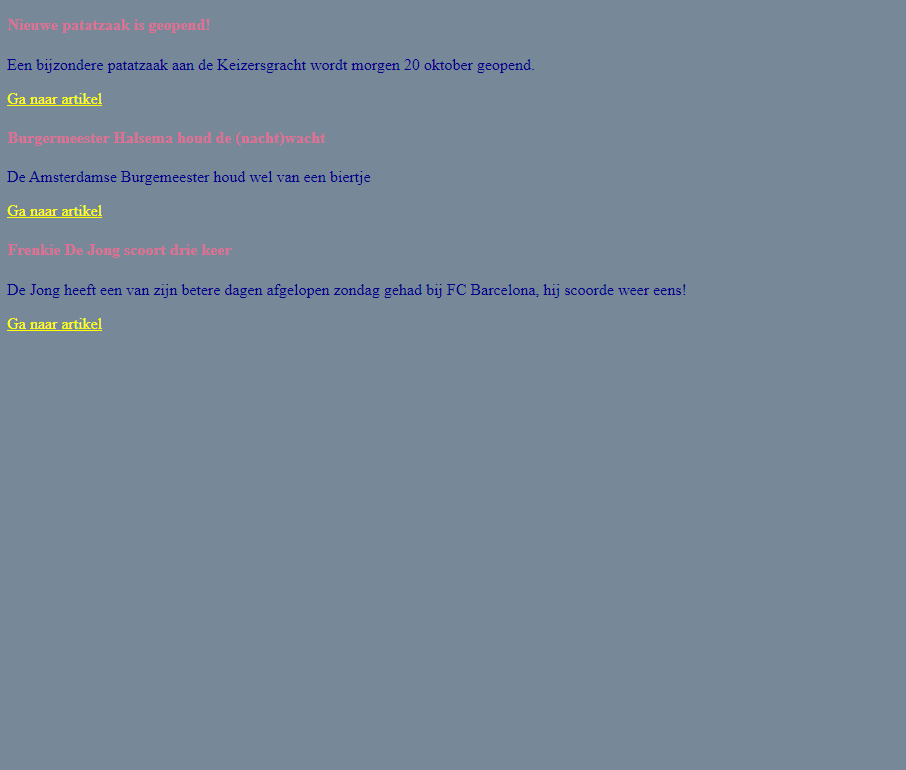 Nieuwe patatzaak is geopend!
Een bijzondere patatzaak aan de Keizersgracht wordt morgen 20 oktober geopend.
Ga naar artikel
Burgermeester Halsema houd de (nacht)wacht
De Amsterdamse Burgemeester houd wel van een biertje
Ga naar artikel
Frenkie De Jong scoort drie keer
De Jong heeft een van zijn betere dagen afgelopen zondag gehad bij FC Barcelona, hij scoorde weer eens!
Ga naar artikel